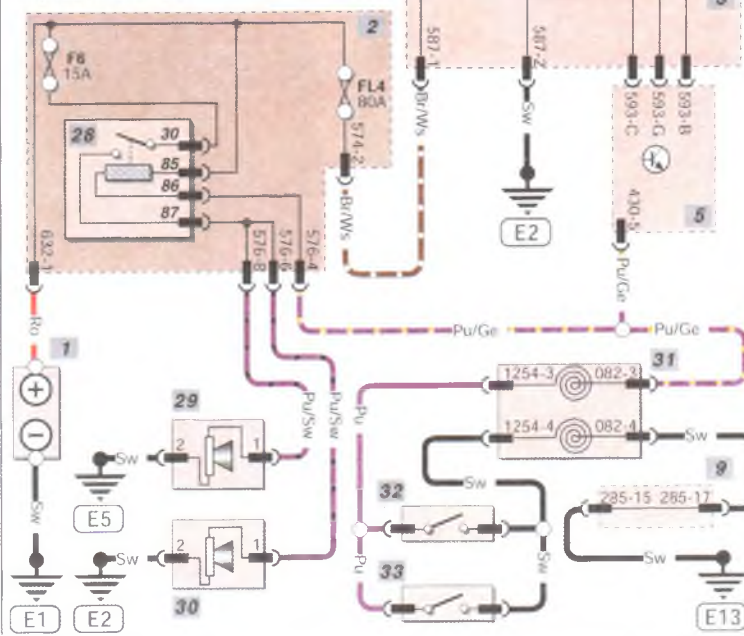 2
F6
15A
FL4
80A
28
30
85
86
87
574-2
Br/Ws
632-1
576-8
576-6
576-4
587-1
587-2
Br/Ws
Sw
E2
593-C
593-G
593-B
430-5
5
Pu/Ge
Ro
1
Pu/Ge
Pu/Ge
31
1254-3
082-3
1254-4
082-4
Sw
Sw
29
2
1
Sw
E5
Pu/Sw
Pu/Sw
Pu
Sw
E1
Sw
E2
2
1
30
32
33
Pu
Sw
9
285-15
285-17
Sw
E13